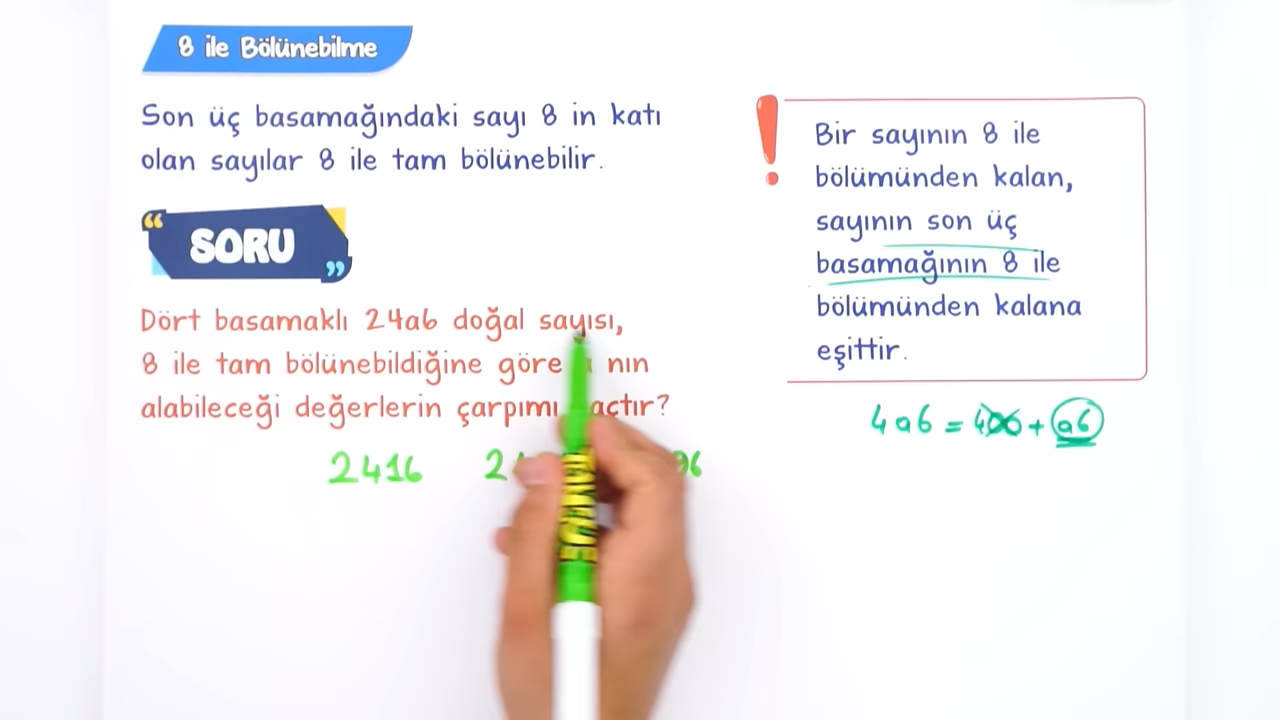 8 ile Bölünebilme
Son üç basamağındaki sayı 8 in katı
olan sayılar 8 ile tam bölünebilir.
SORU
Dört basamaklı 24a6 doğal sayısı,
8 ile tam bölünebildiğine göre nın
alabileceği değerlerin çarpımı
2416
Bir sayının 8 ile
bölümünden kalan,
sayının son üç
basamağının 8 ile
bölümünden kalana
eşittir.
4a6 = 400 + a6